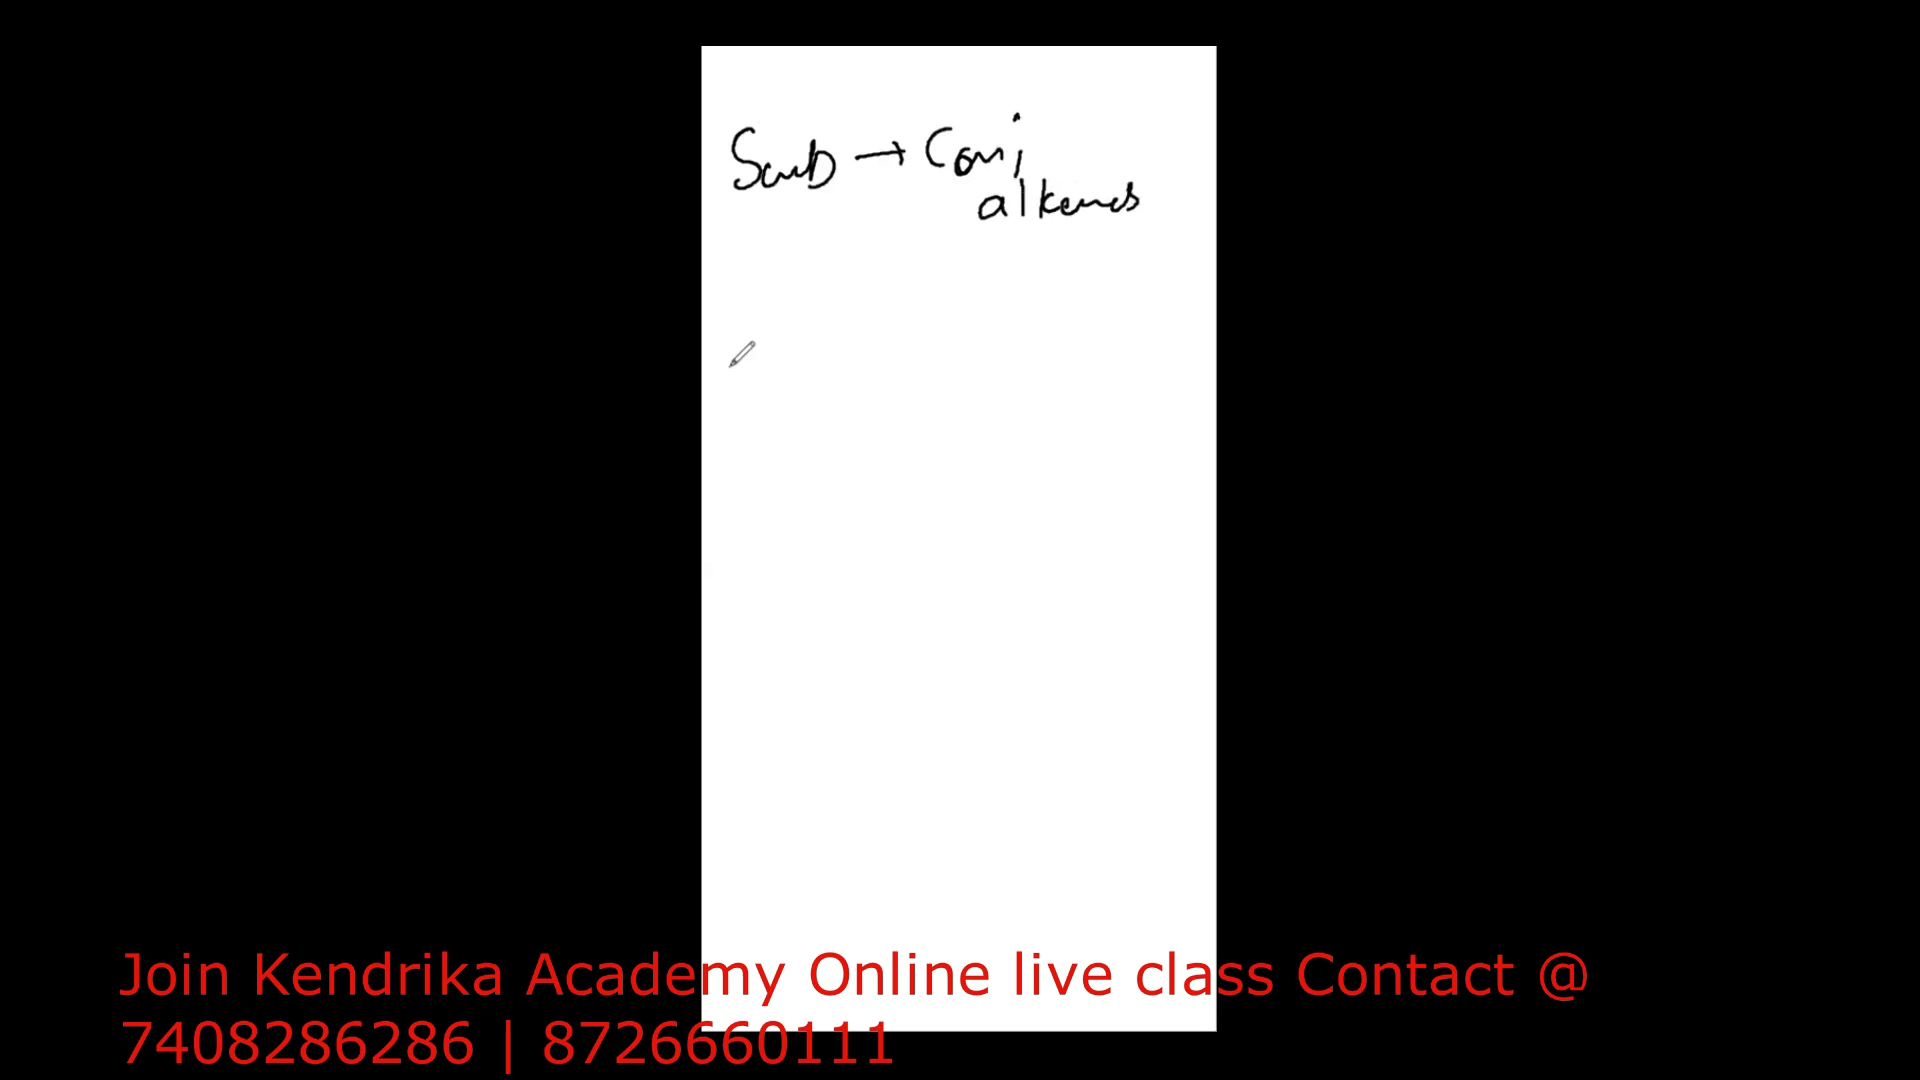 Sub → Conj
alkenes
Join Kendrika Academy Online live class Contact @
7408286286 | 8726660111